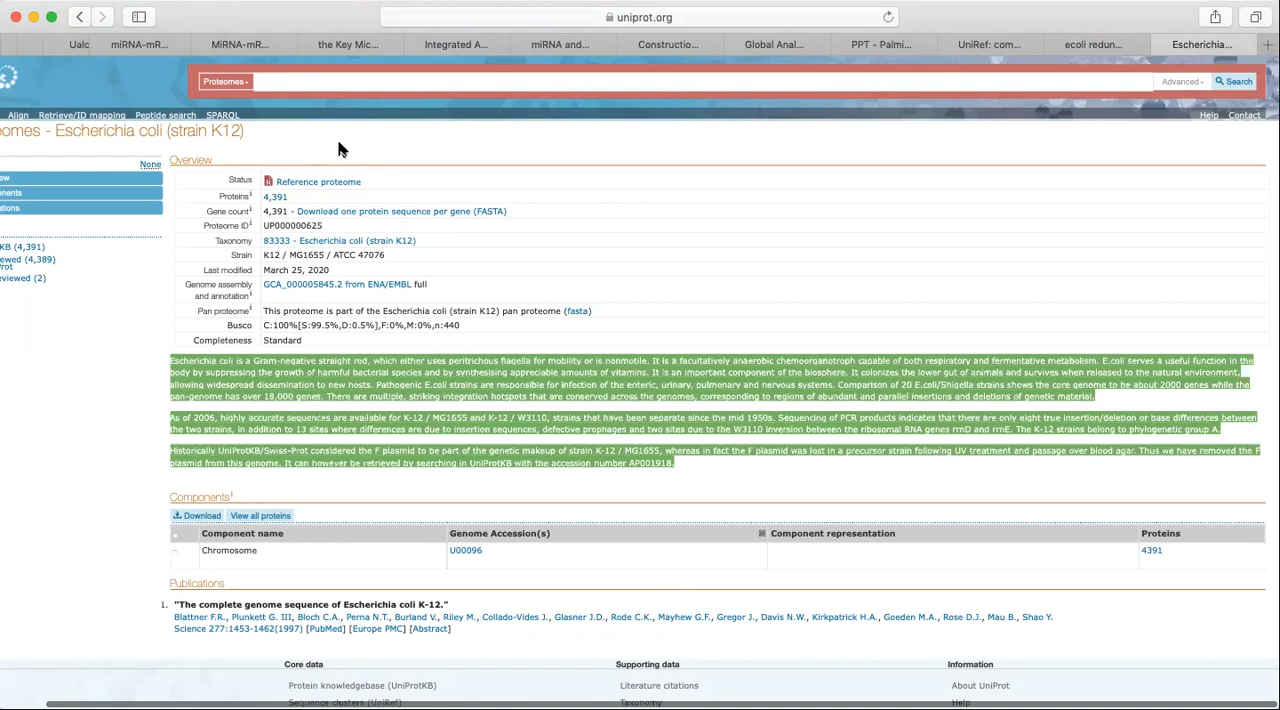 uniprot.org
Ualc
miRNA-mR...
MiRNA-mR...
the Key Mic...
Integrated A...
miRNA and...
Constructio...
Global Anal...
PPT - Palmi...
UniRef: com...
ecoli redun...
Escherichia...
Proteomes
Advanced
Search
Align Retrieve/ID mapping Peptide search SPARQL
Help Contact
omes - Escherichia coli (strain K12)
None
ew
onents
ations
KB (4,391)
ewed (4,389)
Prot
eviewed (2)
Overview
Status Reference proteome
Proteins i 4,391
Gene count i 4,391 - Download one protein sequence per gene (FASTA)
Proteome ID i UP000000625
Taxonomy 83333 - Escherichia coli (strain K12)
Strain K12 / MG1655 / ATCC 47076
Last modified March 25, 2020
Genome assembly and annotation i GCA_000005845.2 from ENA/EMBL full
Pan proteome i This proteome is part of the Escherichia coli (strain K12) pan proteome (fasta)
Busco C:100%[S:99.5%,D:0.5%],F:0%,M:0%,n:440
Completeness Standard
Escherichia coli is a Gram-negative straight rod, which either uses peritrichous flagella for mobility or is nonmotile. It is a facultatively anaerobic chemoorganotroph capable of both respiratory and fermentative metabolism. E.coli serves a useful function in the
body by suppressing the growth of harmful bacterial species and by synthesising appreciable amounts of vitamins. It is an important component of the biosphere. It colonizes the lower gut of animals and survives when released to the natural environment,
allowing widespread dissemination to new hosts. Pathogenic E.coli strains are responsible for infection of the enteric, urinary, pulmonary and nervous systems. Comparison of 20 E.coli/Shigella strains shows the core genome to be about 2000 genes while the
pan-genome has over 18,000 genes. There are multiple, striking integration hotspots that are conserved across the genomes, corresponding to regions of abundant and parallel insertions and deletions of genetic material.
As of 2006, highly accurate sequences are available for K-12 / MG1655 and K-12 / W3110, strains that have been separate since the mid 1950s. Sequencing of PCR products indicates that there are only eight true insertion/deletion or base differences between
the two strains, in addition to 13 sites where differences are due to insertion sequences, defective prophages and two sites due to the W3110 inversion between the ribosomal RNA genes rrnD and rrnE. The K-12 strains belong to phylogenetic group A.
Historically UniProtKB/Swiss-Prot considered the F plasmid to be part of the genetic makeup of strain K-12 / MG1655, whereas in fact the F plasmid was lost in a precursor strain following UV treatment and passage over blood agar. Thus we have removed the F
plasmid from this genome. It can however be retrieved by searching in UniProtKB with the accession number AP001918.
Components i
Download View all proteins
Component name Genome Accession(s) Component representation Proteins
Chromosome U00096 4391
Publications
1. "The complete genome sequence of Escherichia coli K-12."
Blattner F.R., Plunkett G. III, Bloch C.A., Perna N.T., Burland V., Riley M., Collado-Vides J., Glasner J.D., Rode C.K., Mayhew G.F., Gregor J., Davis N.W., Kirkpatrick H.A., Goeden M.A., Rose D.J., Mau B., Shao Y.
Science 277:1453-1462(1997) [PubMed] [Europe PMC] [Abstract]
Core data Supporting data Information
Protein knowledgebase (UniProtKB) Literature citations About UniProt
Sequence clusters (UniRef) Taxonomy Help